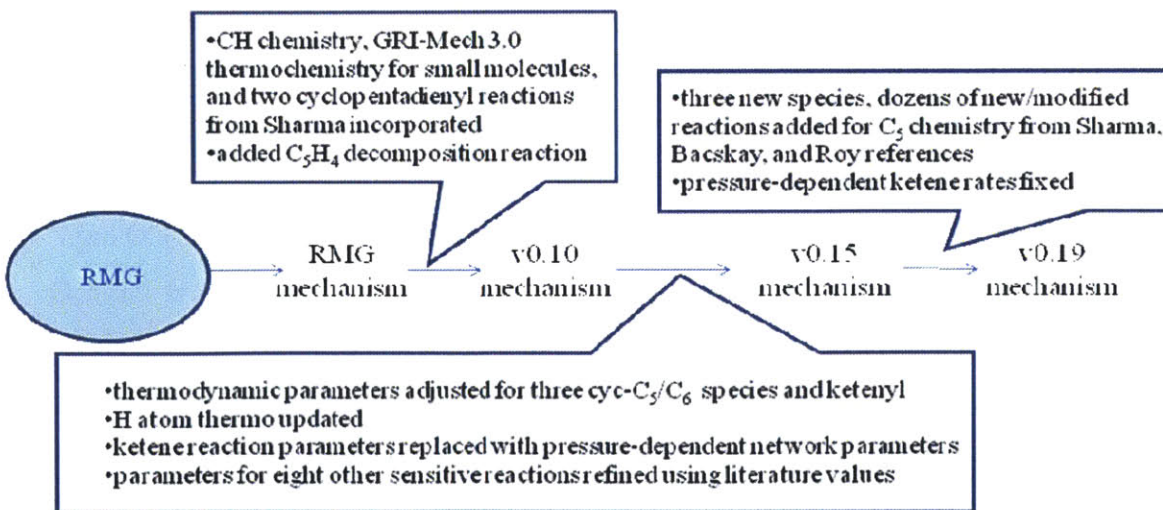 •CH chemistry, GRI-Mech 3.0
thermochemistry for small molecules,
and two cyclopentadienyl reactions
from Sharma incorporated
•added C₅H₄ decomposition reaction
•three new species, dozens of new/modified
reactions added for C₅ chemistry from Sharma,
Bacskay, and Roy references
•pressure-dependent ketene rates fixed
RMG
RMG
mechanism
v0.10
mechanism
v0.15
mechanism
v0.19
mechanism
•thermodynamic parameters adjusted for three cyc-C₅/C₆ species and ketenyl
•H atom thermo updated
•ketene reaction parameters replaced with pressure-dependent network parameters
•parameters for eight other sensitive reactions refined using literature values